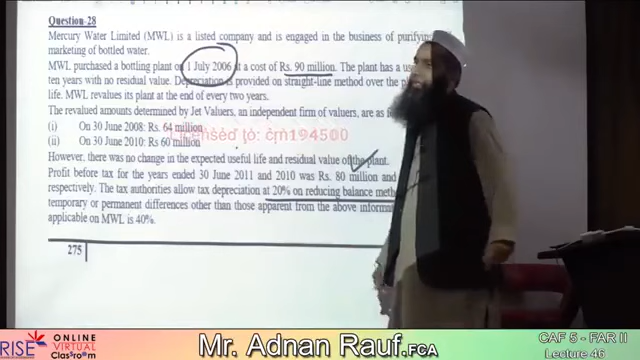 Question-28
Mercury Water Limited (MWL) is a listed company and is engaged in the business of purifying
marketing of bottled water.
MWL purchased a bottling plant on 1 July 2006 at a cost of Rs. 90 million. The plant has a
ten years with no residual value. Depreciation is provided on straight-line method over the
life. MWL revalues its plant at the end of every two years.
The revalued amounts determined by Jet Valuers, an independent firm of valuers, are as
(i) On 30 June 2008: Rs. 64 million
Licensed to: cm194500
(ii) On 30 June 2010: Rs 60 million
However, there was no change in the expected useful life and residual value of the plant.
Profit before tax for the years ended 30 June 2011 and 2010 was Rs. 80 million and
respectively. The tax authorities allow tax depreciation at 20% on reducing balance
temporary or permanent differences other than those apparent from the above
applicable on MWL is 40%.
275
RISE ONLINE VIRTUAL Classroom
Mr. Adnan Rauf.FCA
CAF 5 - FAR II
Lecture 46